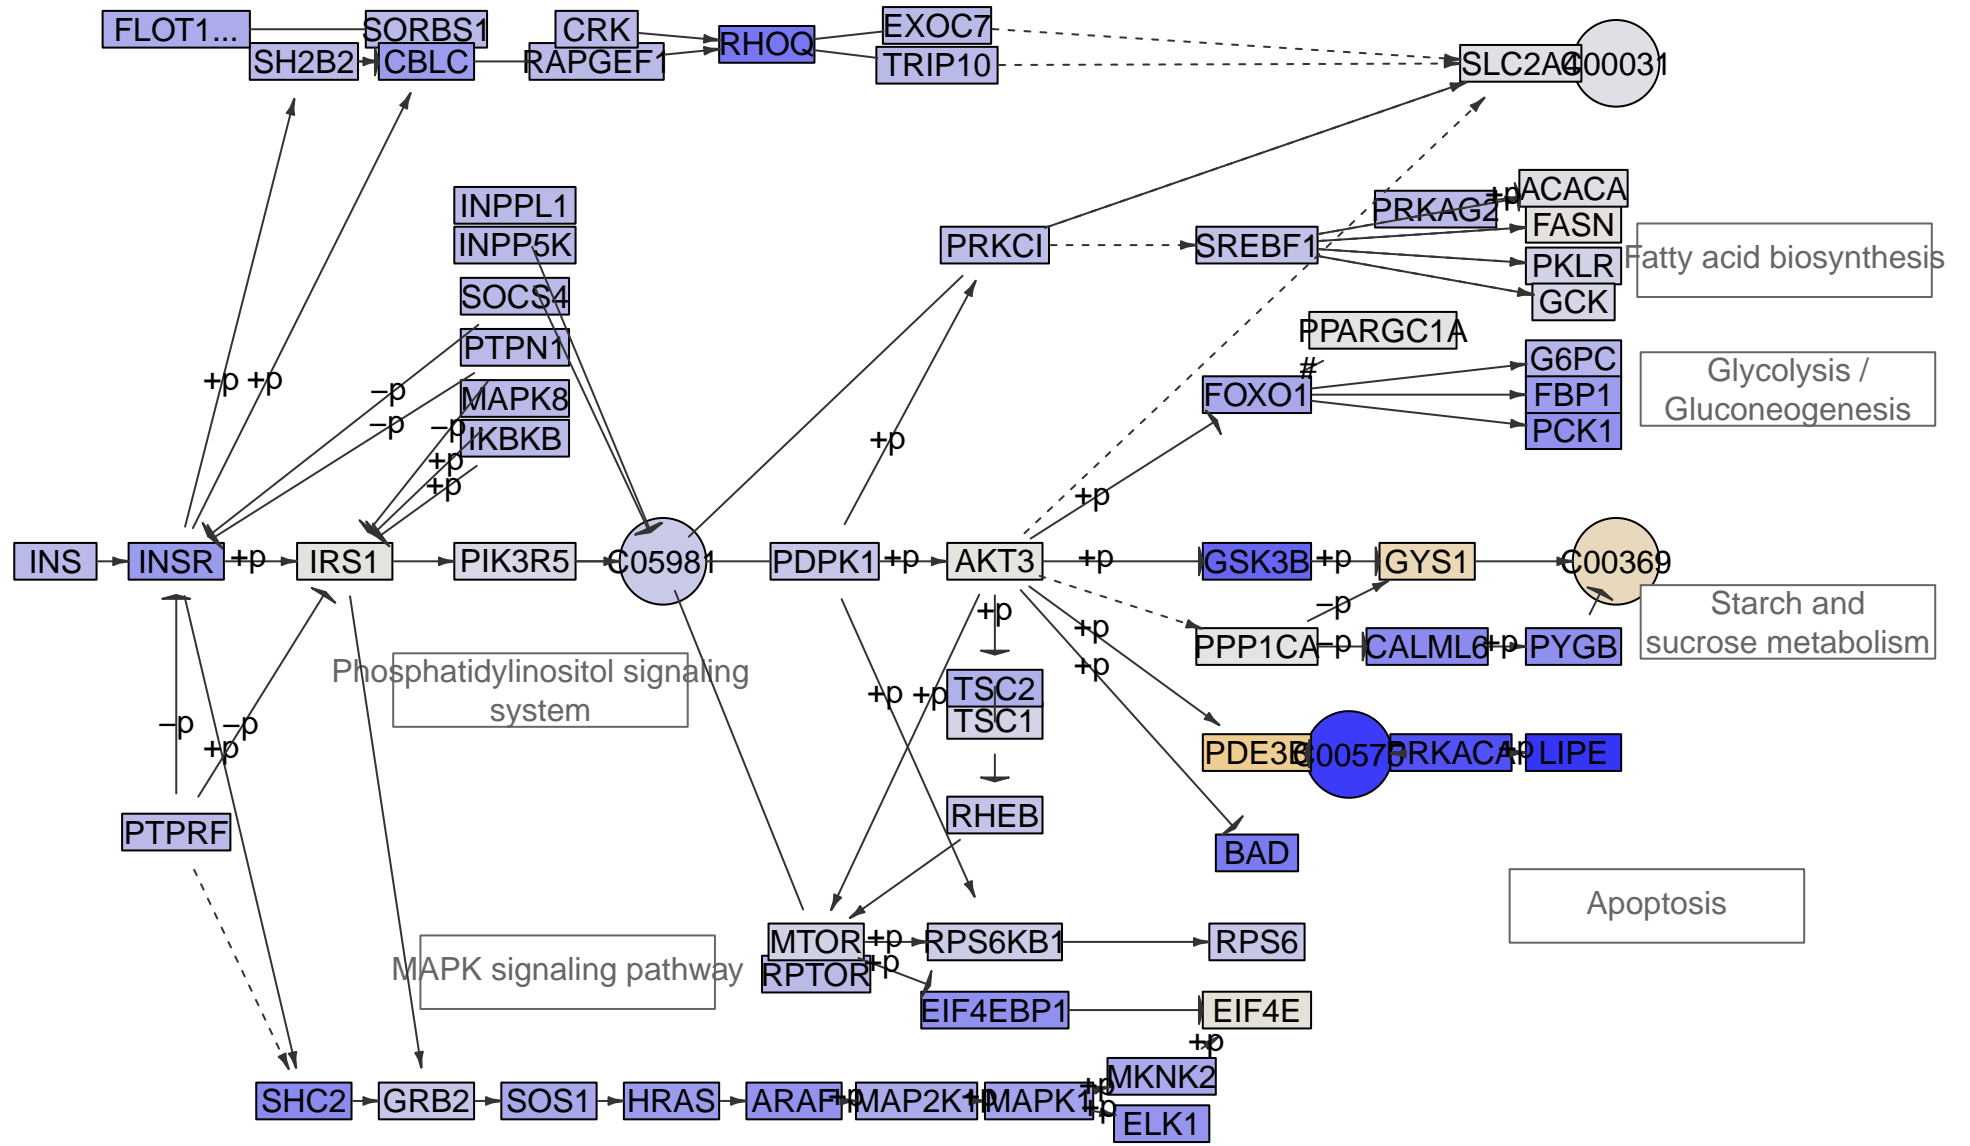 FLOT1...
SORBS1
CRK
EXOC7
SH2B2
CBLC
RAPGEF1
RHOQ
TRIP10
SLC2A4
C00031
INPPL1
INPP5K
SOCS4
PTPN1
MAPK8
IKBKB
PRKCI
SREBF1
PRKAG2
+p
ACACA
FASN
PKLR
GCK
Fatty acid biosynthesis
PPARGC1A
#
FOXO1
G6PC
FBP1
PCK1
Glycolysis /
Gluconeogenesis
+p
+p
−p
−p
−p
+p
+p
+p
+p
INS
INSR
+p
IRS1
PIK3R5
C05981
PDPK1
+p
AKT3
+p
GSK3B
+p
GYS1
C00369
−p
+p
+p
+p
PPP1CA
−p
CALML6
+p
PYGB
Starch and
sucrose metabolism
Phosphatidylinositol signaling
system
−p
+p
−p
+p
+p
TSC2
TSC1
PDE3B
C00575
PRKACA
+p
LIPE
PTPRF
RHEB
BAD
Apoptosis
MAPK signaling pathway
MTOR
+p
RPS6KB1
RPS6
RPTOR
+p
EIF4EBP1
EIF4E
+p
SHC2
GRB2
SOS1
HRAS
ARAF
+p
MAP2K1
+p
MAPK1
+p
+p
MKNK2
ELK1